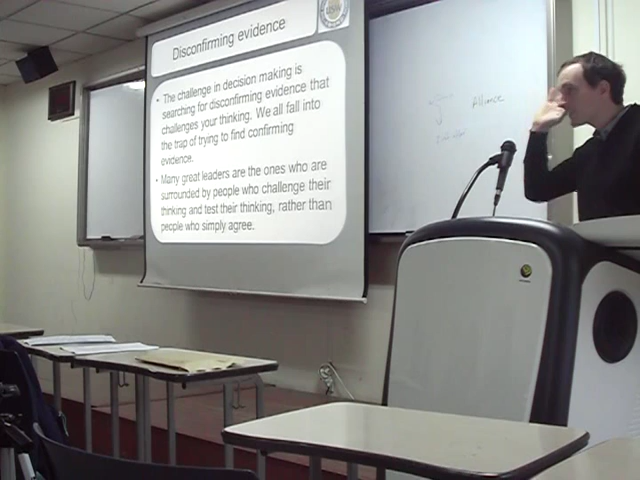 Disconfirming evidence
• The challenge in decision making is
searching for disconfirming evidence that
challenges your thinking. We all fall into
the trap of trying to find confirming
evidence.
• Many great leaders are the ones who are
surrounded by people who challenge their
thinking and test their thinking, rather than
people who simply agree.
Alliance